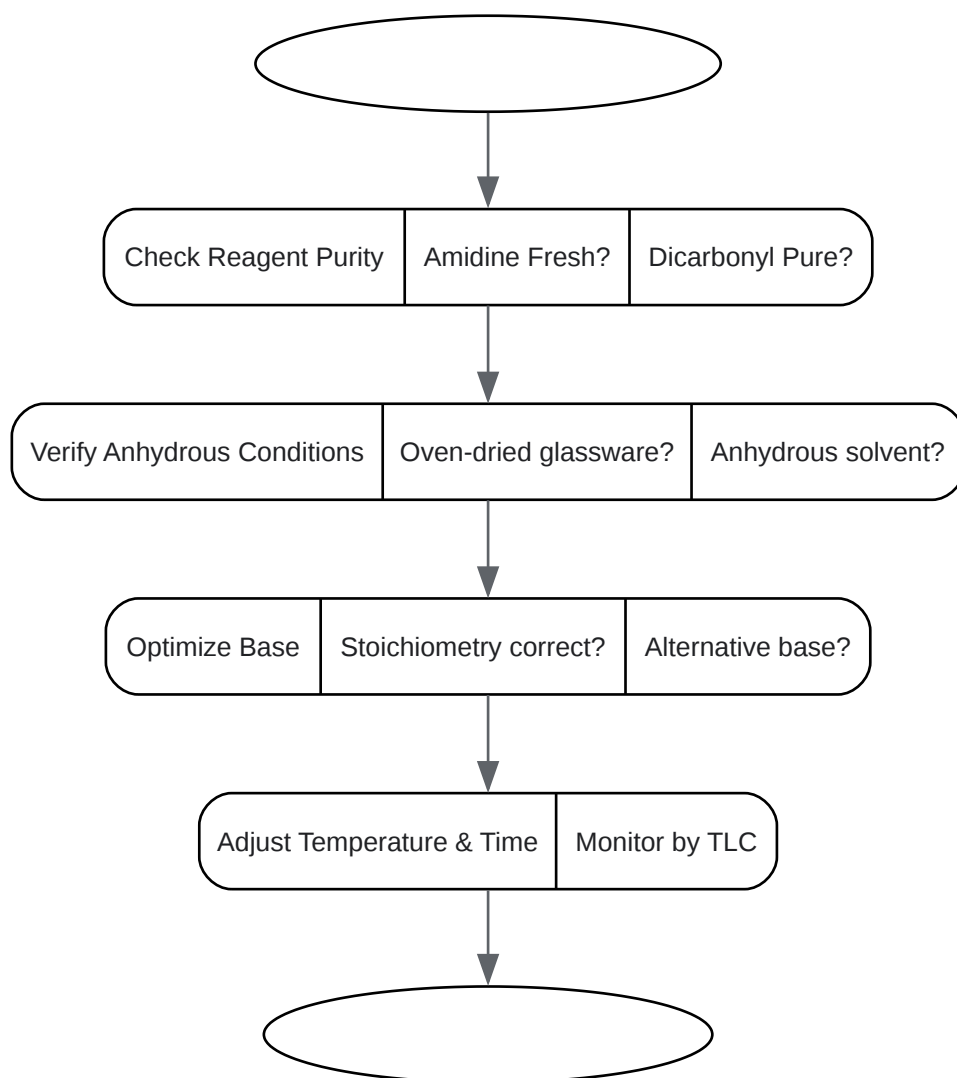 Check Reagent Purity
Amidine Fresh?
Dicarbonyl Pure?
Verify Anhydrous Conditions
Oven-dried glassware?
Anhydrous solvent?
Optimize Base
Stoichiometry correct?
Alternative base?
Adjust Temperature & Time
Monitor by TLC